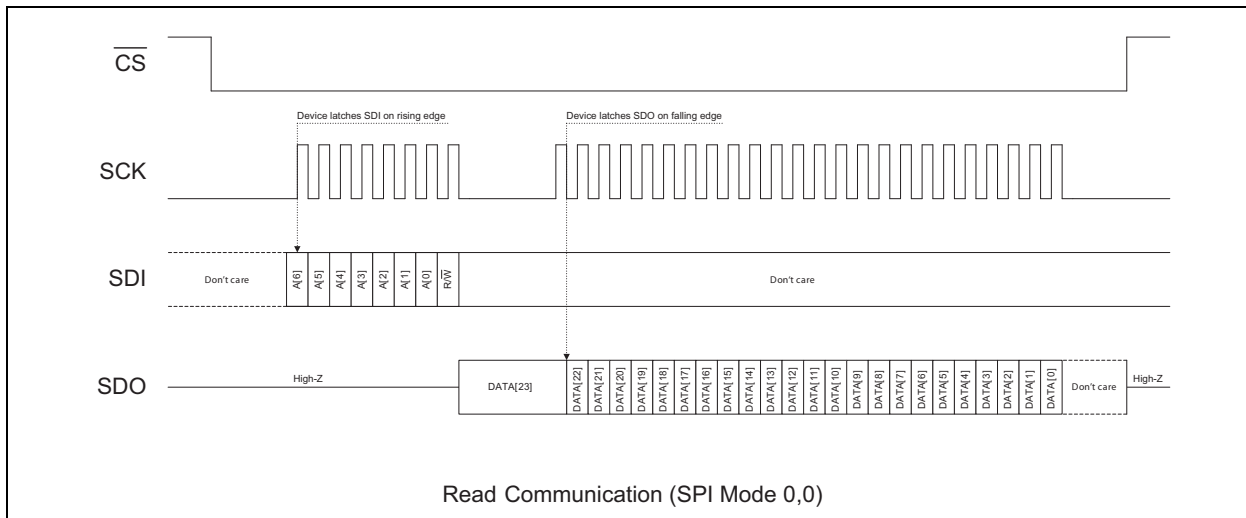 CS
Device latches SDI on rising edge
Device latches SDO on falling edge
SCK
SDI
Don't care
A[6]
A[5]
A[4]
A[3]
A[2]
A[1]
A[0]
R/W
Don't care
SDO
High-Z
DATA[23]
DATA[22]
DATA[21]
DATA[20]
DATA[19]
DATA[18]
DATA[17]
DATA[16]
DATA[15]
DATA[14]
DATA[13]
DATA[12]
DATA[11]
DATA[10]
DATA[9]
DATA[8]
DATA[7]
DATA[6]
DATA[5]
DATA[4]
DATA[3]
DATA[2]
DATA[1]
DATA [0]
Don't care
High-Z
Read Communication (SPI Mode 0,0)